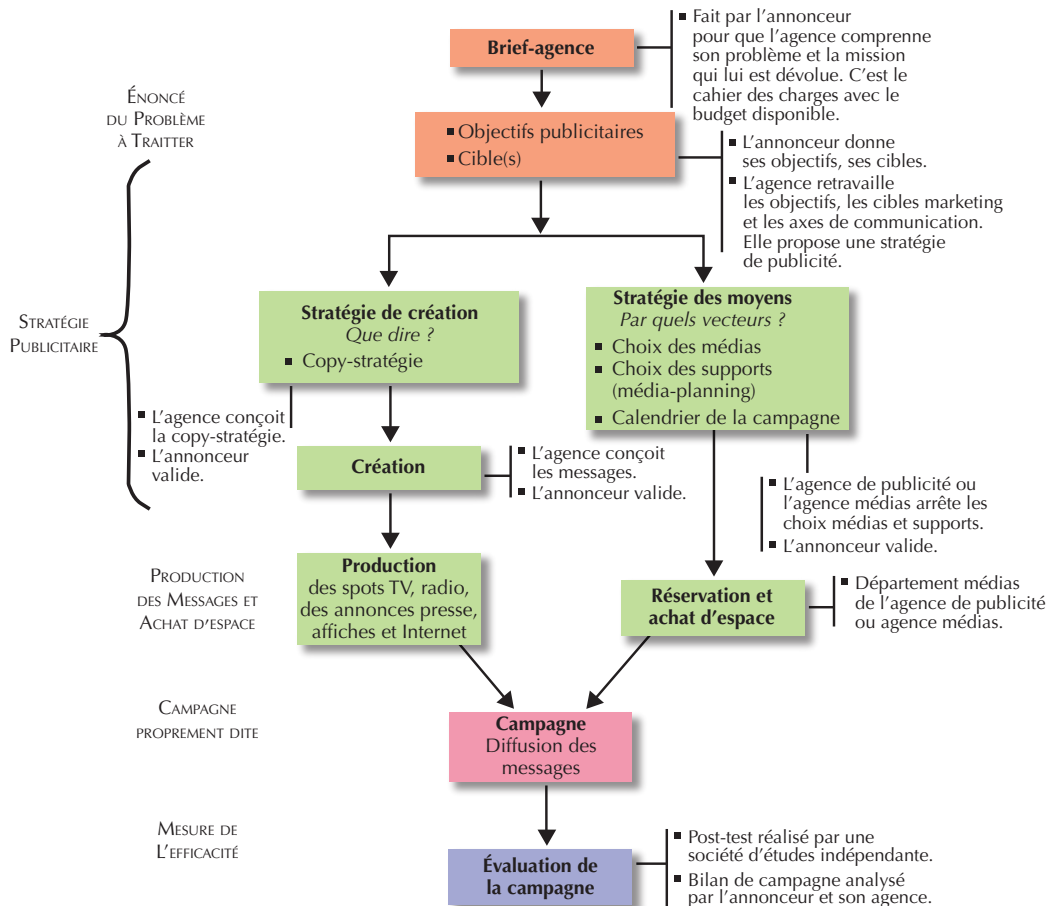 Brief-agence
▪ Fait par l'annonceur
pour que l'agence comprenne
son problème et la mission
qui lui est dévolue. C'est le
cahier des charges avec le
budget disponible.
Énoncé
du Problème
à Traitter
▪ Objectifs publicitaires
▪ Cible(s)
▪ L'annonceur donne
ses objectifs, ses cibles.
▪ L'agence retravaille
les objectifs, les cibles marketing
et les axes de communication.
Elle propose une stratégie
de publicité.
Stratégie
Publicitaire
Stratégie de création
Que dire ?
▪ Copy-stratégie
Stratégie des moyens
Par quels vecteurs ?
▪ Choix des médias
▪ Choix des supports
(média-planning)
▪ Calendrier de la campagne
▪ L'agence conçoit
la copy-stratégie.
▪ L'annonceur
valide.
Création
▪ L'agence conçoit
les messages.
▪ L'annonceur valide.
▪ L'agence de publicité ou
l'agence médias arrête les
choix médias et supports.
▪ L'annonceur valide.
Production
des Messages et
Achat d'espace
Production
des spots TV, radio,
des annonces presse,
affiches et Internet
Réservation et
achat d'espace
▪ Département médias
de l'agence de publicité
ou agence médias.
Campagne
proprement dite
Campagne
Diffusion des
messages
Mesure de
L'efficacité
Évaluation de
la campagne
▪ Post-test réalisé par une
société d'études indépendante.
▪ Bilan de campagne analysé
par l'annonceur et son agence.